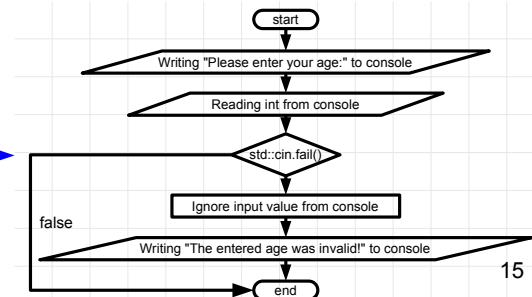 start
Writing "Please enter your age:" to console
Reading int from console
std::cin.fail()
Ignore input value from console
false
Writing "The entered age was invalid!" to console
15
end